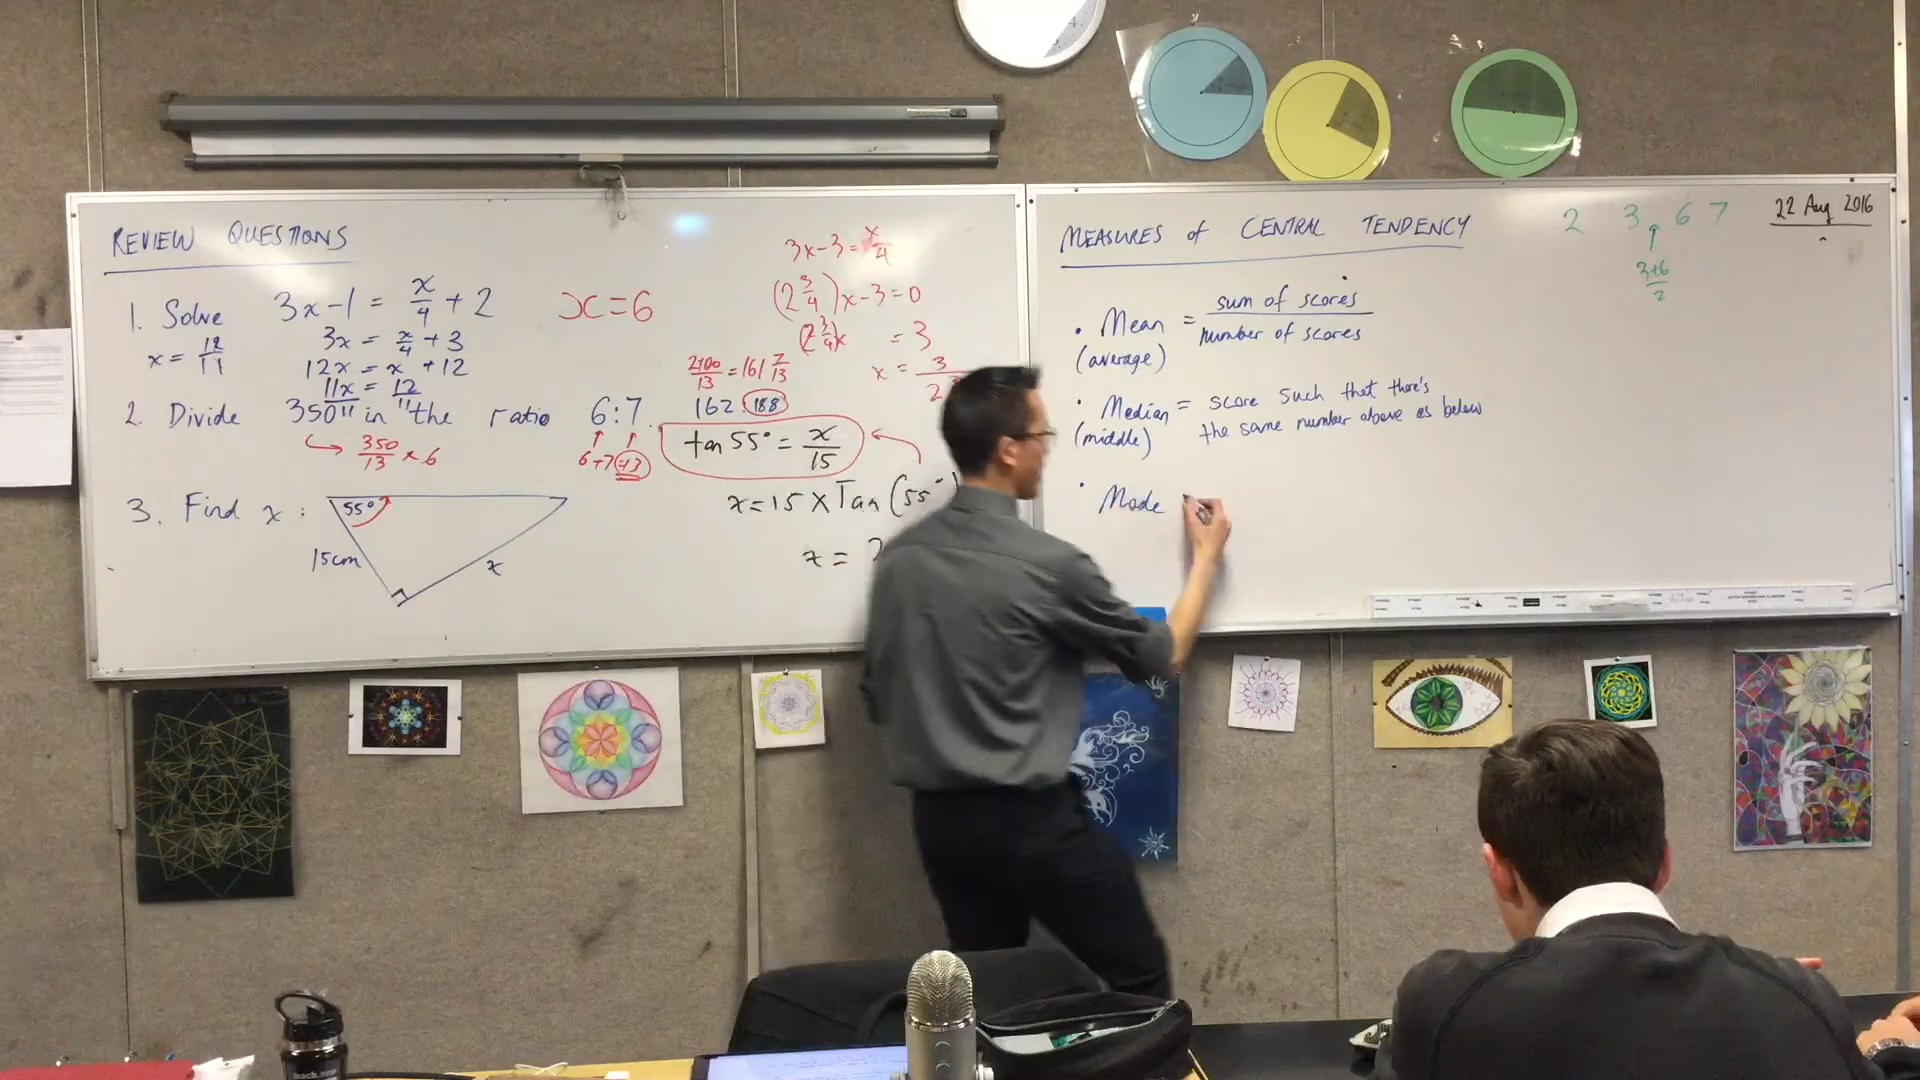 REVIEW QUESTIONS
1. Solve 3x-1 = x/4 + 2
x = 12/11
3x = x/4 + 3
12x = x + 12
11x = 12
11 11
x=6
3x-3=x/4
(2 3/4)x-3=0
(2 3/4)x = 3
x = 3
2
2. Divide 350 in the ratio 6:7
→ 350/13 × 6
6+7=13
2100/13 = 161 7/13
162:188
tan 55° = x/15
x=15×Tan(55°)
x =
3. Find x:
55°
15cm
x
MEASURES of CENTRAL TENDENCY
• Mean = sum of scores
number of scores
(average)
• Median = score such that there's
the same number above as below
(middle)
• Mode
2 3 6 7
3+6
2
22 Aug 2016